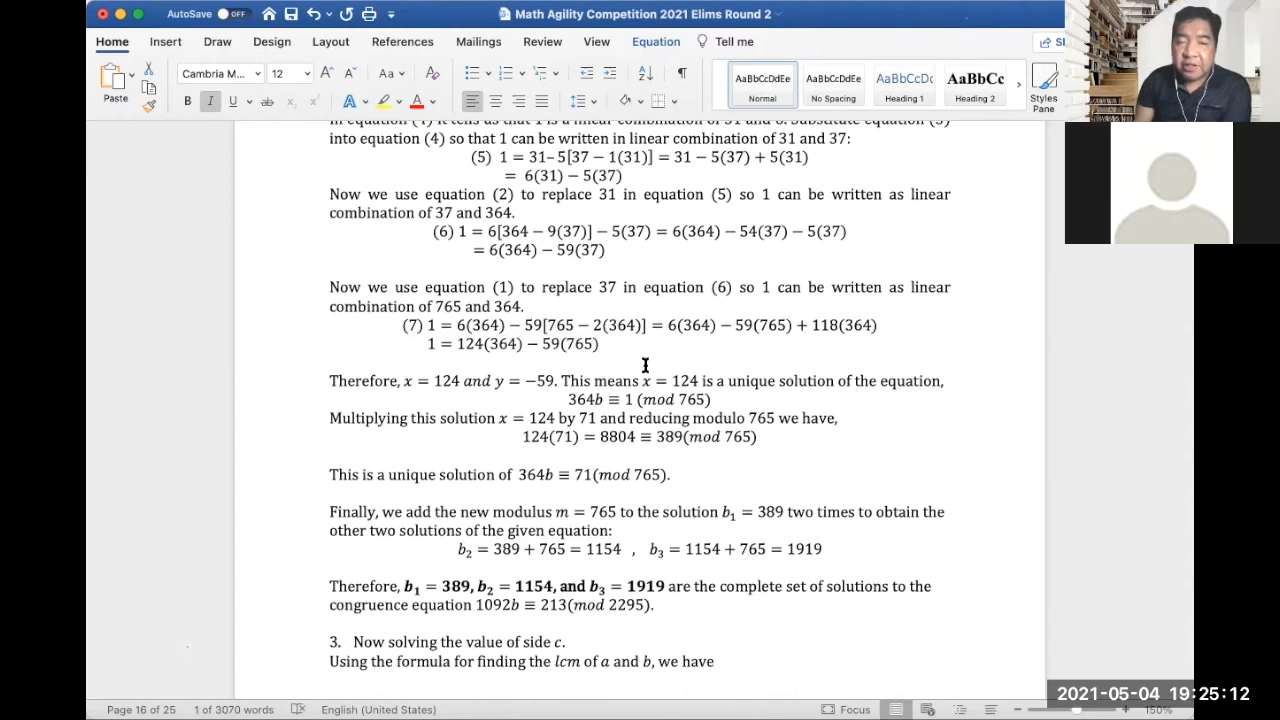 AutoSave OFF
Math Agility Competition 2021 Elims Round 2
Home Insert Draw Design Layout References Mailings Review View Equation Tell me
Paste
Cambria M... 12
Aa
B I U ab x₂ x² A A
AaBbCcDdEe AaBbCcDdEe AaBbCcDc AaBbCc
Normal No Spacing Heading 1 Heading 2 Styles Pane
into equation (4) so that 1 can be written in linear combination of 31 and 37:
(5) 1 = 31– 5[37 − 1(31)] = 31 − 5(37) + 5(31)
= 6(31) − 5(37)
Now we use equation (2) to replace 31 in equation (5) so 1 can be written as linear
combination of 37 and 364.
(6) 1 = 6[364 − 9(37)] − 5(37) = 6(364) − 54(37) − 5(37)
= 6(364) − 59(37)
Now we use equation (1) to replace 37 in equation (6) so 1 can be written as linear
combination of 765 and 364.
(7) 1 = 6(364) − 59[765 − 2(364)] = 6(364) − 59(765) + 118(364)
1 = 124(364) − 59(765)
Therefore, x = 124 and y = −59. This means x = 124 is a unique solution of the equation,
364b ≡ 1 (mod 765)
Multiplying this solution x = 124 by 71 and reducing modulo 765 we have,
124(71) = 8804 ≡ 389(mod 765)
This is a unique solution of 364b ≡ 71(mod 765).
Finally, we add the new modulus m = 765 to the solution b₁ = 389 two times to obtain the
other two solutions of the given equation:
b₂ = 389 + 765 = 1154 , b₃ = 1154 + 765 = 1919
Therefore, b₁ = 389, b₂ = 1154, and b₃ = 1919 are the complete set of solutions to the
congruence equation 1092b ≡ 213(mod 2295).
3. Now solving the value of side c.
Using the formula for finding the lcm of a and b, we have
2021-05-04 19:25:12
Page 16 of 25 1 of 3070 words English (United States) Focus 150%